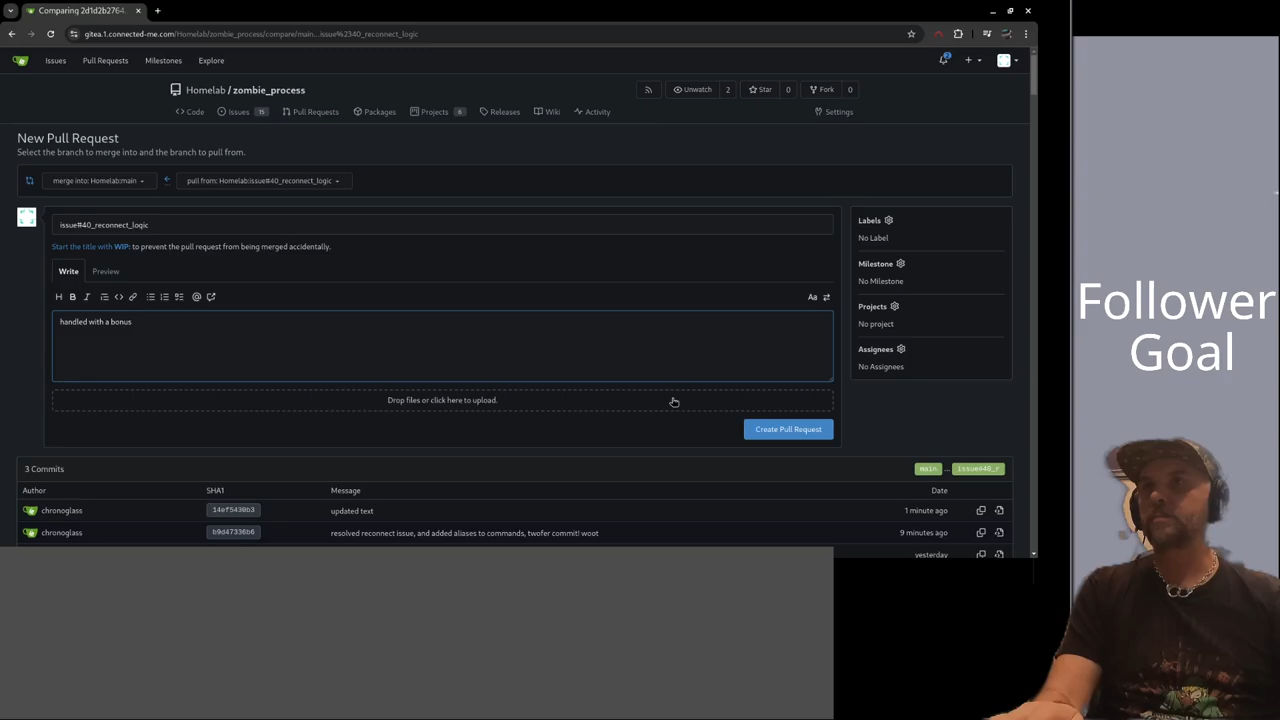 Comparing 2d1d2b2764
gitea.1.connected-me.com/Homelab/zombie_process/compare/main...issue%2340_reconnect_logic
Issues Pull Requests Milestones Explore 2
Homelab / zombie_process
Unwatch 2 Star 0 Fork 0
Code Issues 15 Pull Requests Packages Projects 6 Releases Wiki Activity Settings
New Pull Request
Select the branch to merge into and the branch to pull from.
merge into: Homelab:main pull from: Homelab:issue#40_reconnect_logic
issue#40_reconnect_logic
Start the title with WIP: to prevent the pull request from being merged accidentally.
Write Preview
H B I Aa
handled with a bonus
Drop files or click here to upload.
Create Pull Request
Labels
No Label
Milestone
No Milestone
Projects
No project
Assignees
No Assignees
3 Commits main ... issue#40_r
Author SHA1 Message Date
chronoglass 14ef5430b3 updated text 1 minute ago
chronoglass b9d47336b6 resolved reconnect issue, and added aliases to commands, twofer commit! woot 9 minutes ago
yesterday
Follower
Goal